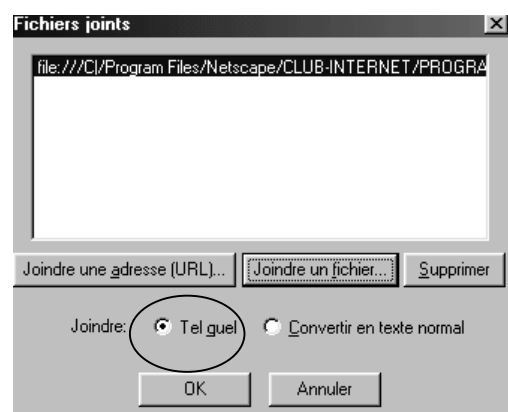 Fichiers joints
file:///C|/Program Files/Netscape/CLUB-INTERNET/PROGRA
Joindre une adresse (URL)... Joindre un fichier... Supprimer
Joindre: Tel quel Convertir en texte normal
OK Annuler